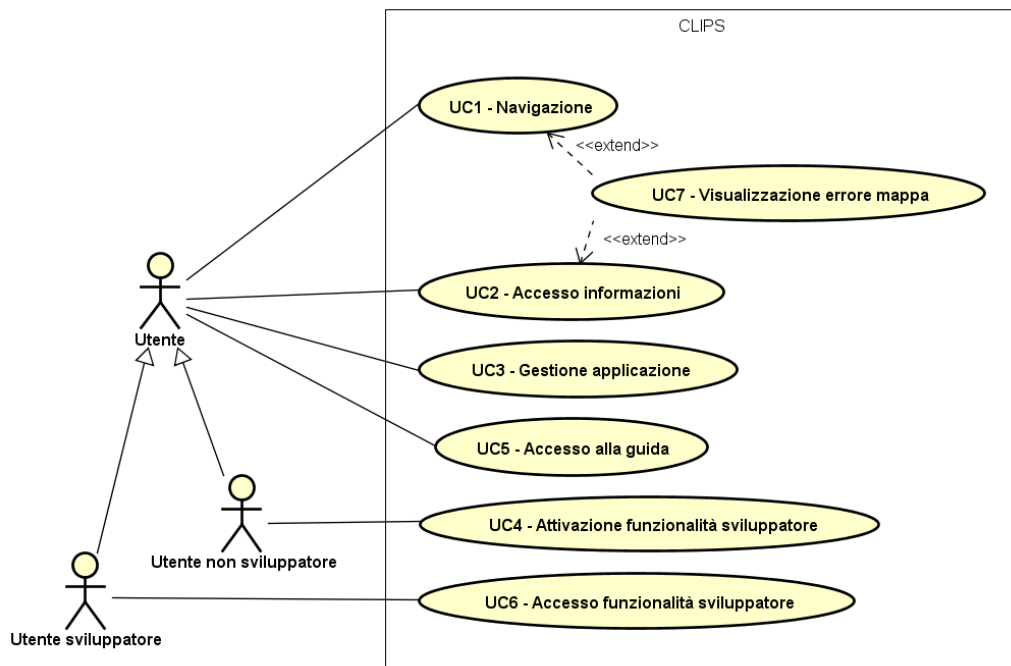 CLIPS
UC1 - Navigazione
<<extend>>
UC7 - Visualizzazione errore mappa
<<extend>>
UC2 - Accesso informazioni
Utente
UC3 - Gestione applicazione
UC5 - Accesso alla guida
UC4 - Attivazione funzionalità sviluppatore
Utente non sviluppatore
UC6 - Accesso funzionalità sviluppatore
Utente sviluppatore